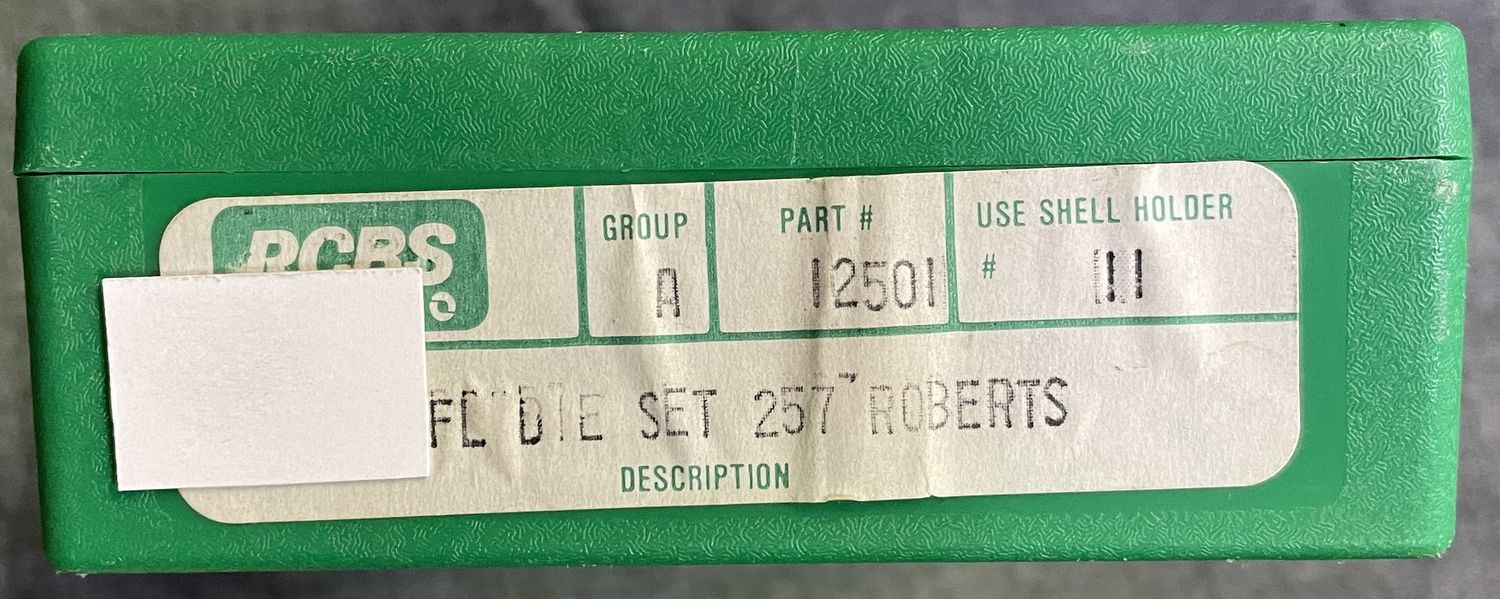 RCBS GROUP PART # USE SHELL HOLDER
A 12501 # 11
FL DIE SET 257 ROBERTS
DESCRIPTION